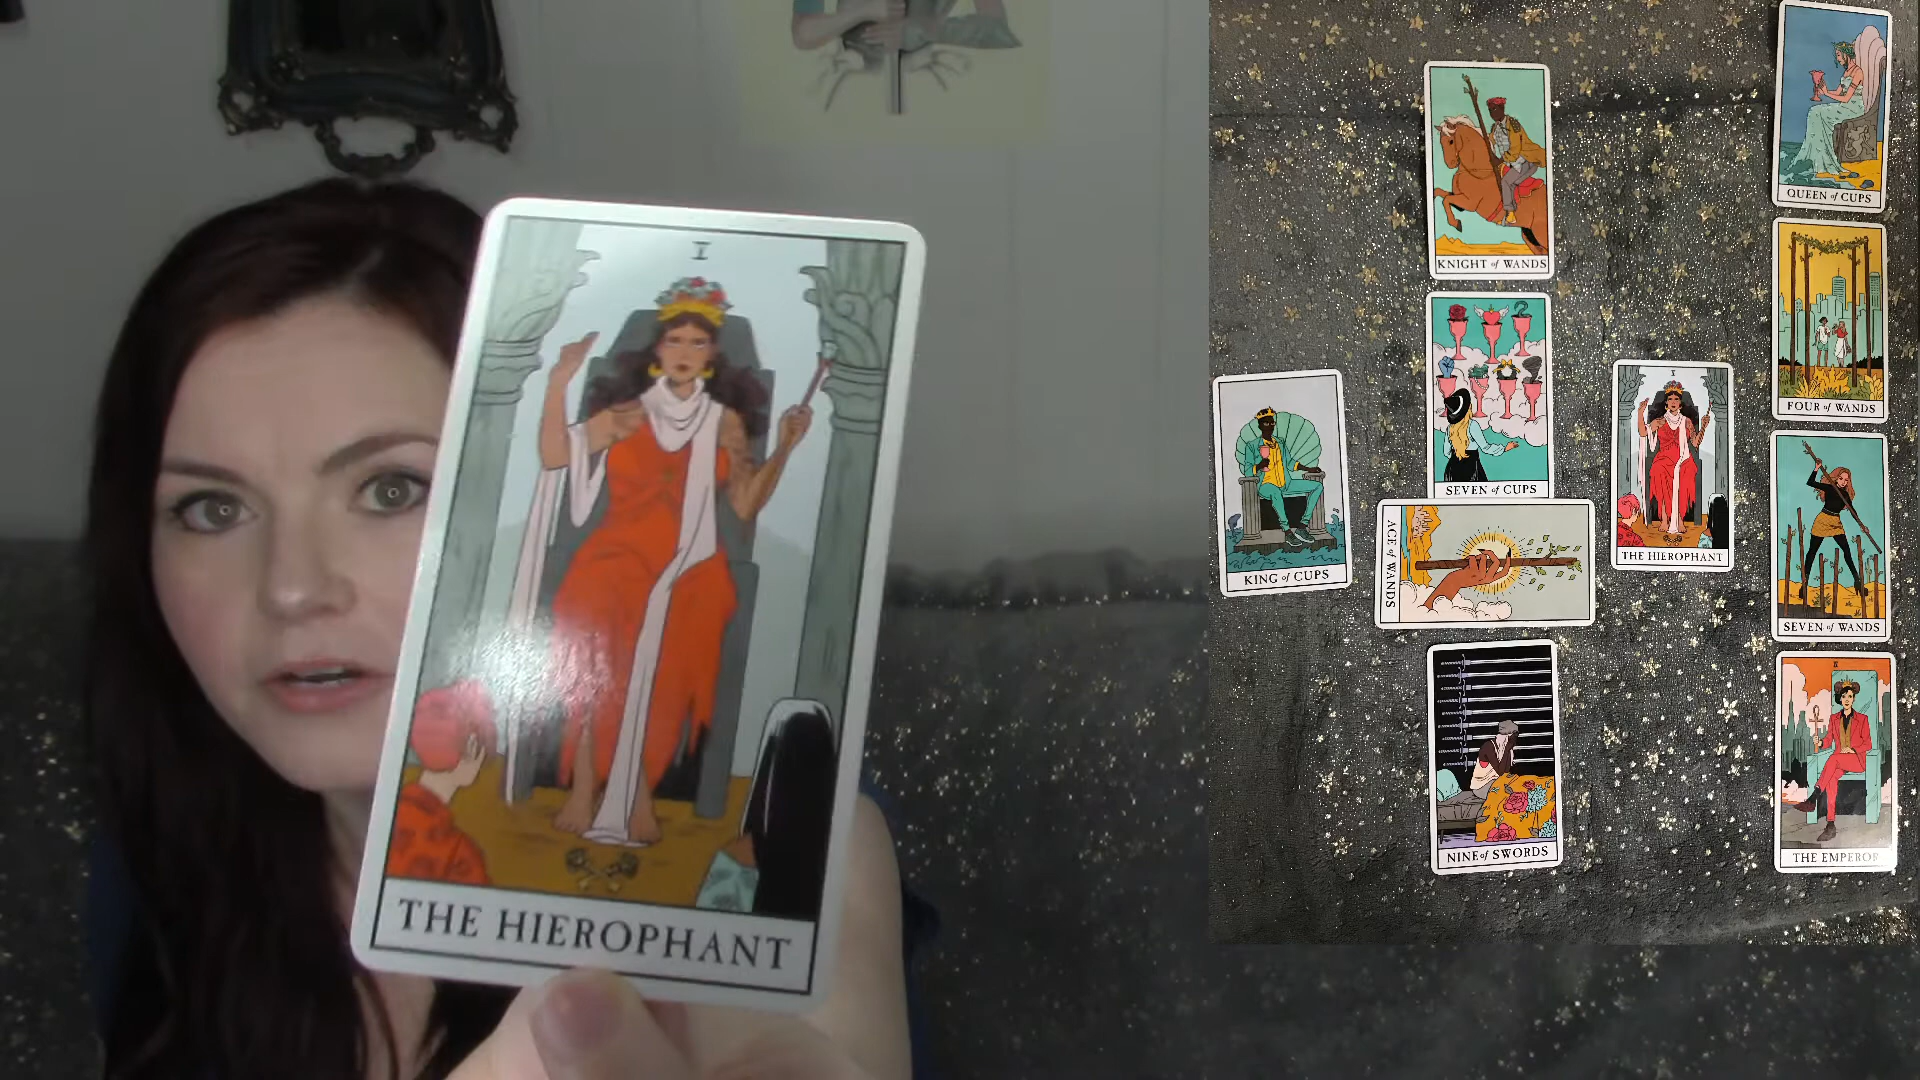 I
THE HIEROPHANT
KNIGHT of WANDS
SEVEN of CUPS
KING of CUPS
ACE of WANDS
I
THE HIEROPHANT
NINE of SWORDS
QUEEN of CUPS
FOUR of WANDS
SEVEN of WANDS
THE EMPEROR